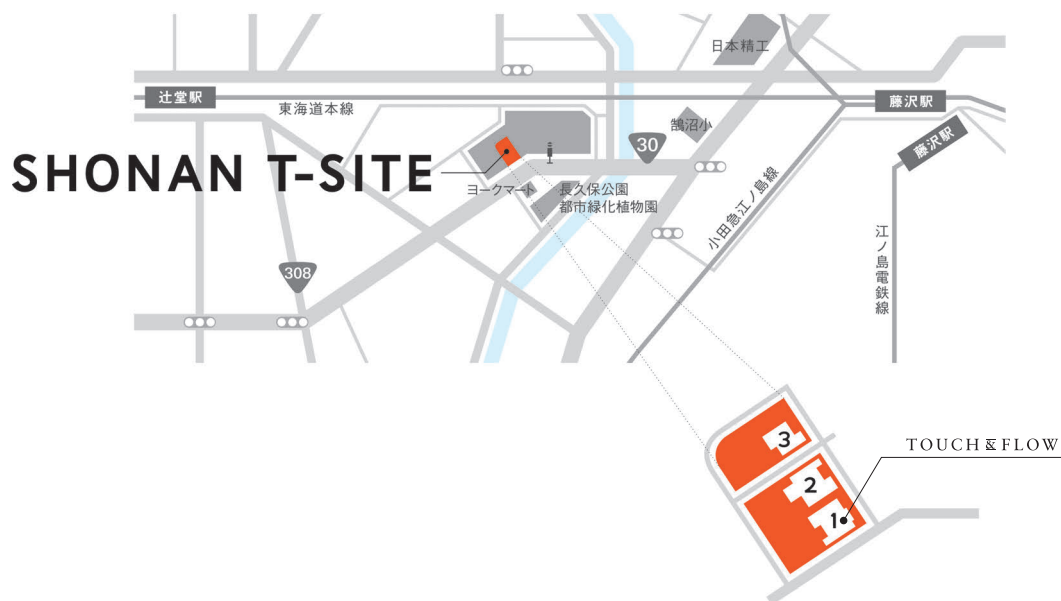 日本精工
辻堂駅
東海道本線
藤沢駅
鵠沼小
藤沢駅
30
SHONAN T-SITE
ヨークマート
長久保公園
都市緑化植物園
小田急江ノ島線
江ノ島電鉄線
308
3
TOUCH & FLOW
2
1